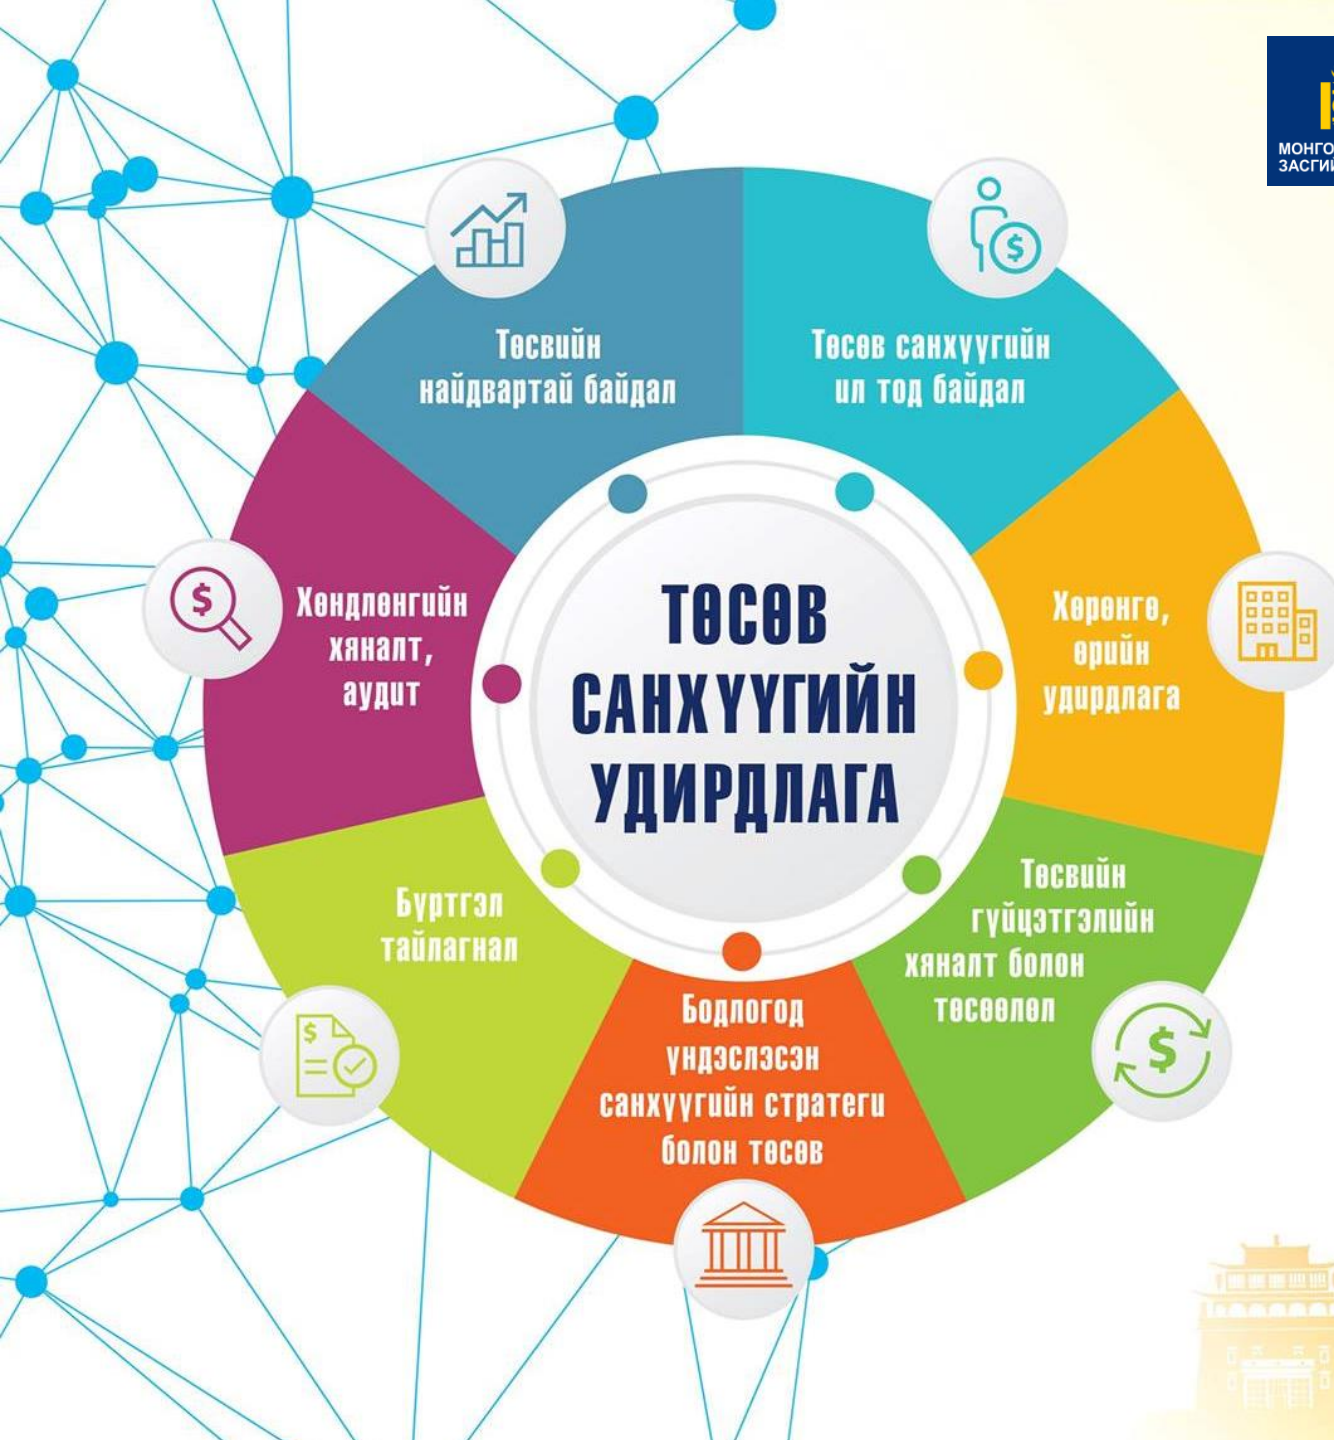 МОНГО
ЗАСГИЙ
Төсвийн
найдвартай байдал
Төсөв санхүүгийн
ил тод байдал
Хөндлөнгийн
хяналт,
аудит
ТӨСӨВ
САНХҮҮГИЙН
УДИРДЛАГА
Хөрөнгө,
өрийн
удирдлага
Бүртгэл
тайлагнал
Төсвийн
гүйцэтгэлийн
хяналт болон
төсөөлөл
Бодлогод
үндэслэсэн
санхүүгийн стратеги
болон төсөв